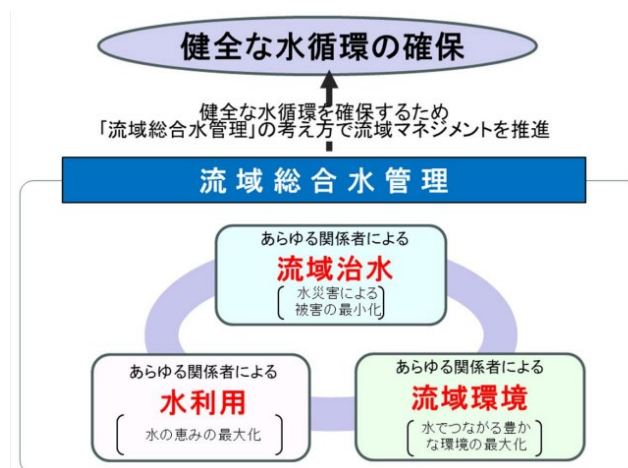 健全な水循環の確保
健全な水循環を確保するため
「流域総合水管理」の考え方で流域マネジメントを推進
流域総合水管理
あらゆる関係者による
流域治水
水災害による
被害の最小化
あらゆる関係者による
水利用
水の恵みの最大化
あらゆる関係者による
流域環境
水でつながる豊か
な環境の最大化